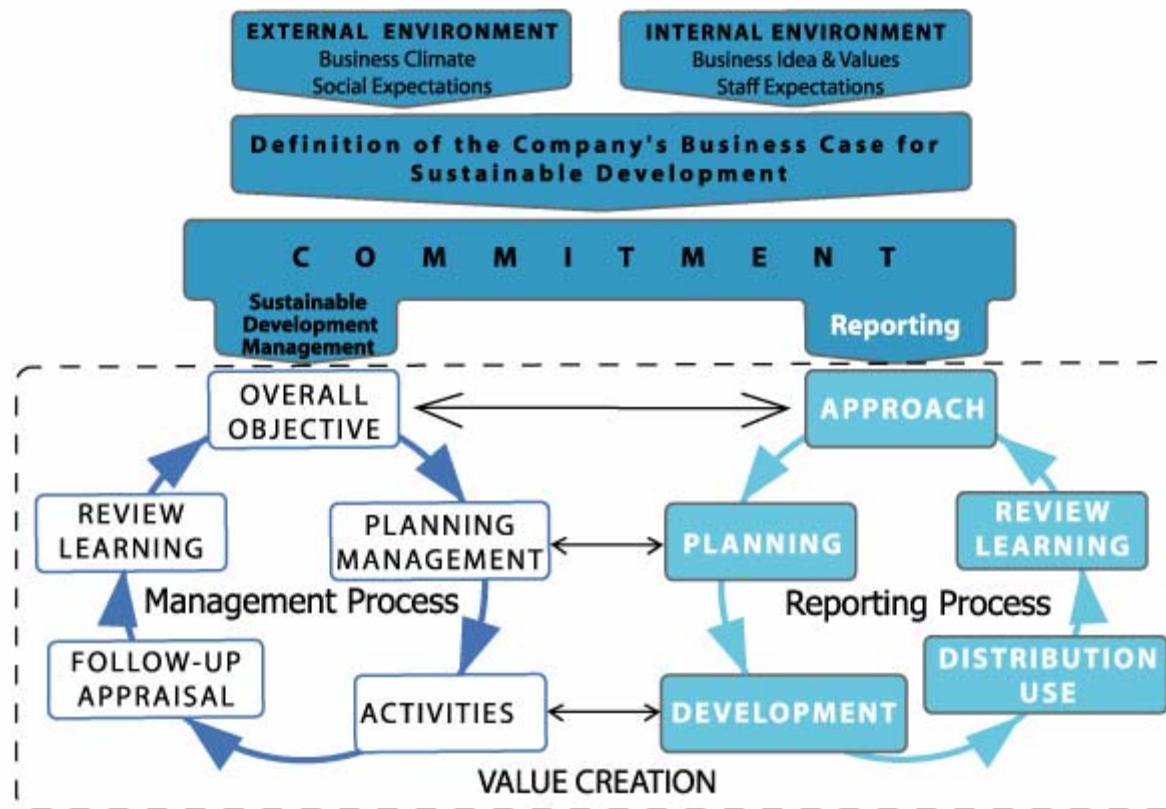 EXTERNAL ENVIRONMENT
Business Climate
Social Expectations
INTERNAL ENVIRONMENT
Business Idea & Values
Staff Expectations
Definition of the Company's Business Case for
Sustainable Development
COMMITMENT
Sustainable
Development
Management
Reporting
OVERALL
OBJECTIVE
APPROACH
REVIEW
LEARNING
PLANNING
MANAGEMENT
PLANNING
REVIEW
LEARNING
Management Process
Reporting Process
FOLLOW-UP
APPRAISAL
ACTIVITIES
DEVELOPMENT
DISTRIBUTION
USE
VALUE CREATION